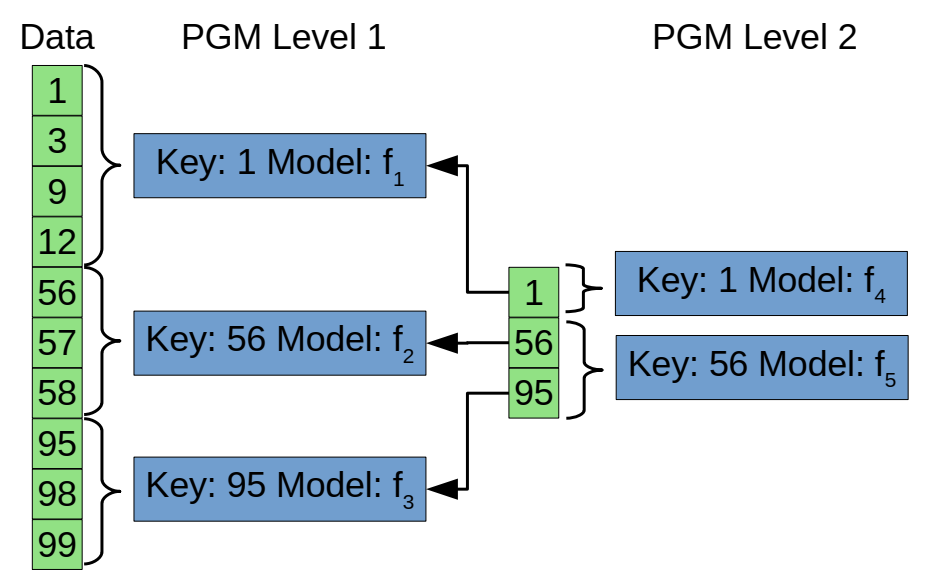 Data
PGM Level 1
PGM Level 2
1
3
9
12
56
57
58
95
98
99
Key: 1 Model: f₁
Key: 56 Model: f₂
Key: 95 Model: f₃
1
56
95
Key: 1 Model: f₄
Key: 56 Model: f₅